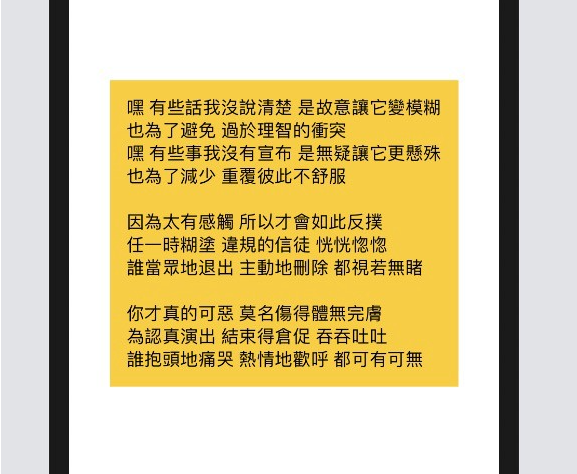 嘿 有些話我沒說清楚 是故意讓它變模糊
也為了避免 過於理智的衝突
嘿 有些事我沒有宣布 是無疑讓它更懸殊
也為了減少 重覆彼此不舒服
因為太有感觸 所以才會如此反撲
任一時糊塗 違規的信徒 恍恍惚惚
誰當眾地退出 主動地刪除 都視若無睹
你才真的可惡 莫名傷得體無完膚
為認真演出 結束得倉促 吞吞吐吐
誰抱頭地痛哭 熱情地歡呼 都可有可無